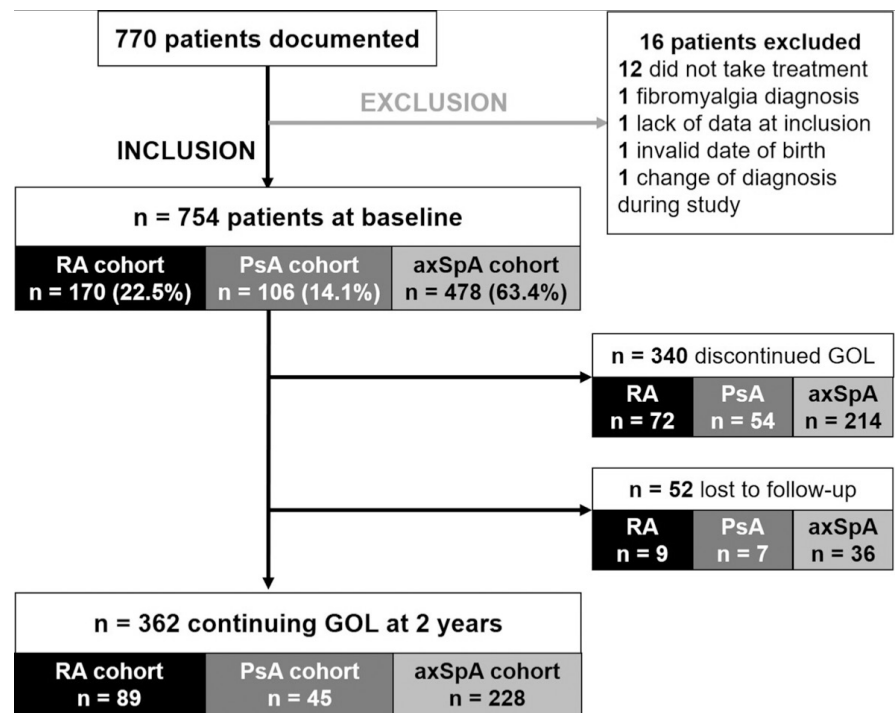 770 patients documented
16 patients excluded
12 did not take treatment
1 fibromyalgia diagnosis
1 lack of data at inclusion
1 invalid date of birth
1 change of diagnosis
during study
EXCLUSION
INCLUSION
n = 754 patients at baseline
RA cohort
n = 170 (22.5%)
PsA cohort
n = 106 (14.1%)
axSpA cohort
n = 478 (63.4%)
n = 340 discontinued GOL
RA
n = 72
PsA
n = 54
axSpA
n = 214
n = 52 lost to follow-up
RA
n = 9
PsA
n = 7
axSpA
n = 36
n = 362 continuing GOL at 2 years
RA cohort
n = 89
PsA cohort
n = 45
axSpA cohort
n = 228